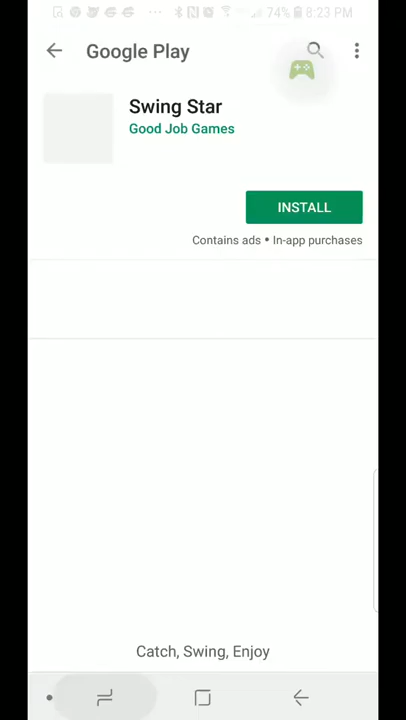 74% 8:23 PM
Google Play
Swing Star
Good Job Games
INSTALL
Contains ads • In-app purchases
Catch, Swing, Enjoy